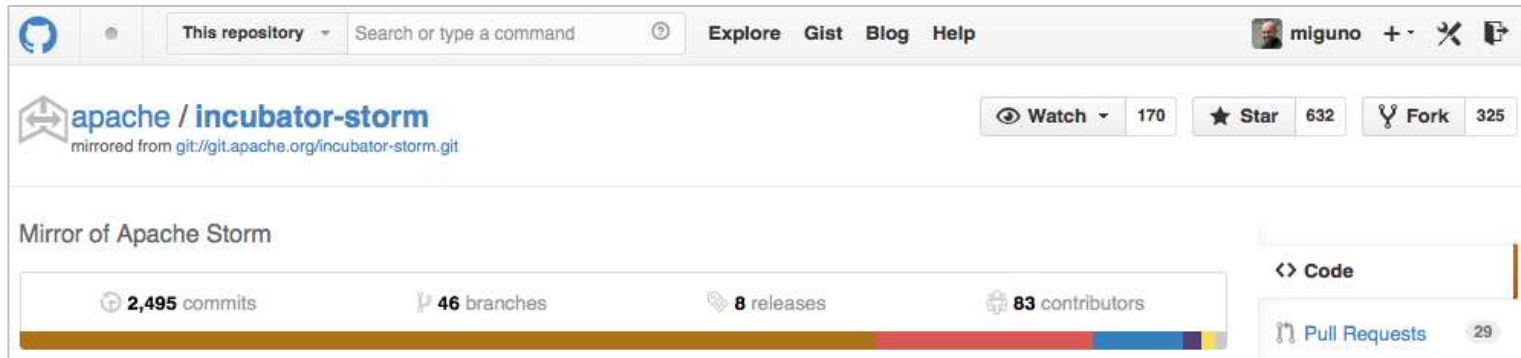 This repository Search or type a command Explore Gist Blog Help miguno
apache / incubator-storm Watch 170 Star 632 Fork 325
mirrored from git://git.apache.org/incubator-storm.git
Mirror of Apache Storm
<> Code
2,495 commits 46 branches 8 releases 83 contributors
Pull Requests 29